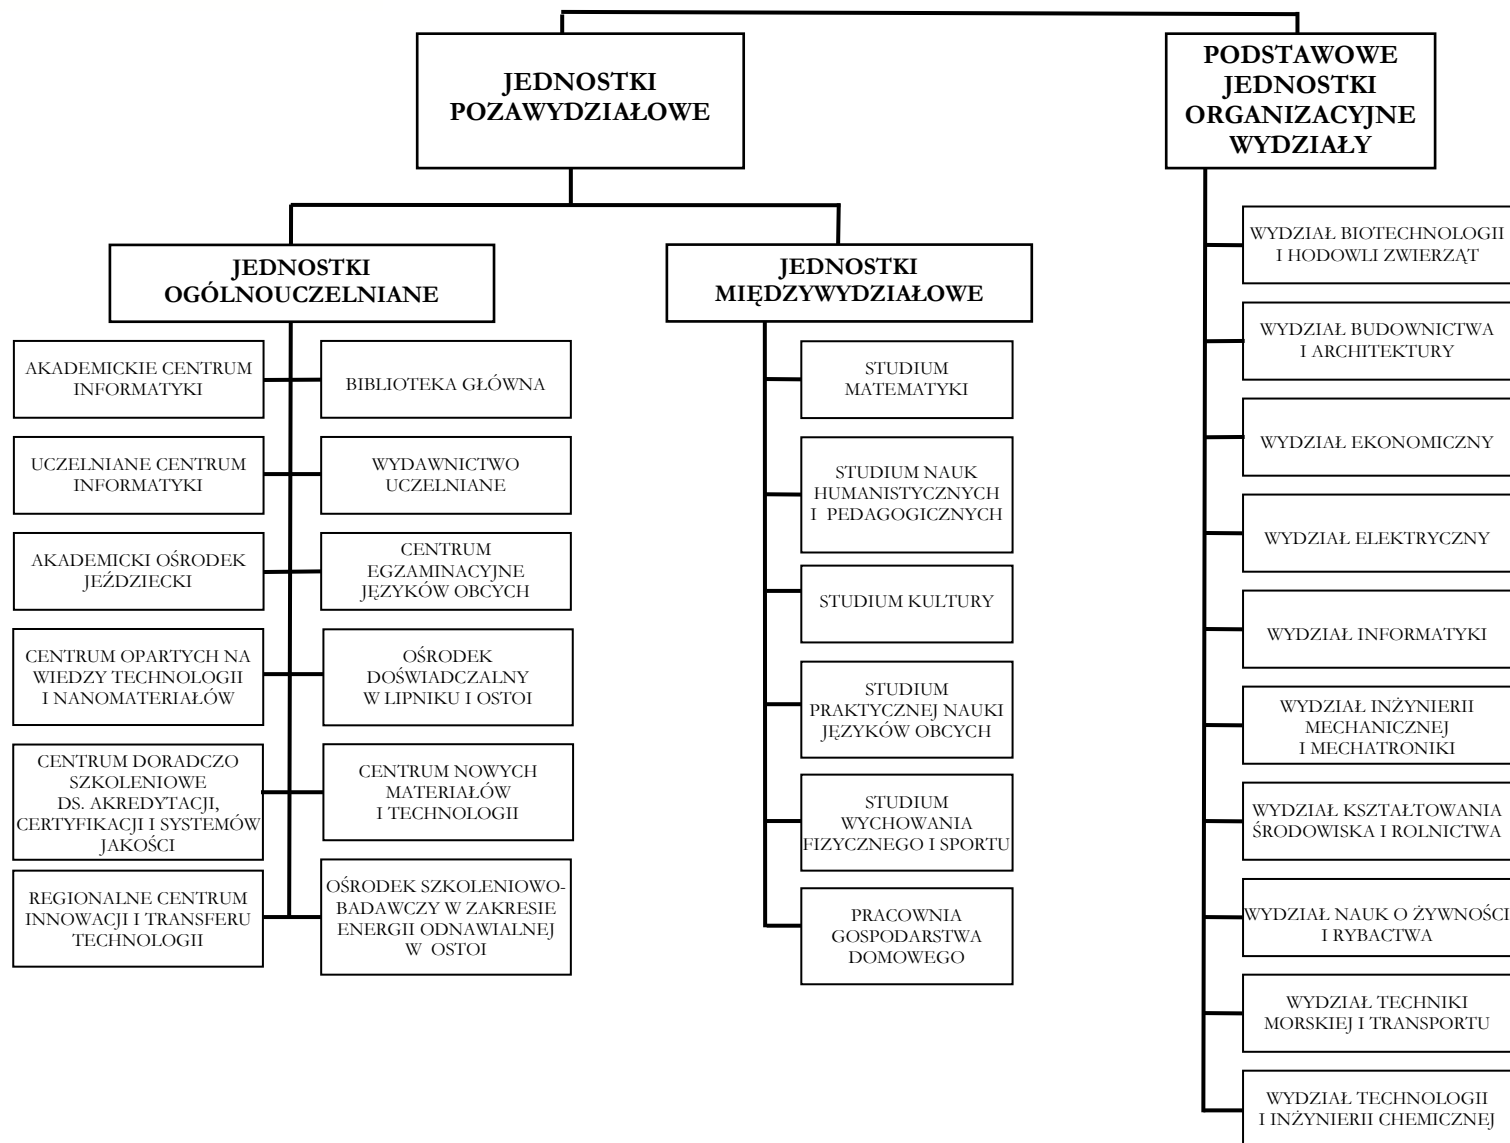 JEDNOSTKI
POZAWYDZIAŁOWE
PODSTAWOWE
JEDNOSTKI
ORGANIZACYJNE
WYDZIAŁY
JEDNOSTKI
OGÓLNOUCZELNIANE
AKADEMICKIE CENTRUM
INFORMATYKI
BIBLIOTEKA GŁÓWNA
UCZELNIANE CENTRUM
INFORMATYKI
WYDAWNICTWO
UCZELNIANE
AKADEMICKI OŚRODEK
JEŹDZIECKI
CENTRUM
EGZAMINACYJNE
JĘZYKÓW OBCYCH
CENTRUM OPARTYCH NA
WIEDZY TECHNOLOGII
I NANOMATERIAŁÓW
OŚRODEK
DOŚWIADCZALNY
W LIPNIKU I OSTOI
CENTRUM DORADCZO
SZKOLENIOWE
DS. AKREDYTACJI,
CERTYFIKACJI I SYSTEMÓW
JAKOŚCI
CENTRUM NOWYCH
MATERIAŁÓW
I TECHNOLOGII
REGIONALNE CENTRUM
INNOWACJI I TRANSFERU
TECHNOLOGII
OŚRODEK SZKOLENIOWO-
BADAWCZY W ZAKRESIE
ENERGII ODNAWIALNEJ
W OSTOI
JEDNOSTKI
MIĘDZYWYDZIAŁOWE
STUDIUM
MATEMATYKI
STUDIUM NAUK
HUMANISTYCZNYCH
I PEDAGOGICZNYCH
STUDIUM KULTURY
STUDIUM
PRAKTYCZNEJ NAUKI
JĘZYKÓW OBCYCH
STUDIUM
WYCHOWANIA
FIZYCZNEGO I SPORTU
PRACOWNIA
GOSPODARSTWA
DOMOWEGO
WYDZIAŁ BIOTECHNOLOGII
I HODOWLI ZWIERZĄT
WYDZIAŁ BUDOWNICTWA
I ARCHITEKTURY
WYDZIAŁ EKONOMICZNY
WYDZIAŁ ELEKTRYCZNY
WYDZIAŁ INFORMATYKI
WYDZIAŁ INŻYNIERII
MECHANICZNEJ
I MECHATRONIKI
WYDZIAŁ KSZTAŁTOWANIA
ŚRODOWISKA I ROLNICTWA
WYDZIAŁ NAUK O ŻYWNOŚCI
I RYBACTWA
WYDZIAŁ TECHNIKI
MORSKIEJ I TRANSPORTU
WYDZIAŁ TECHNOLOGII
I INŻYNIERII CHEMICZNEJ